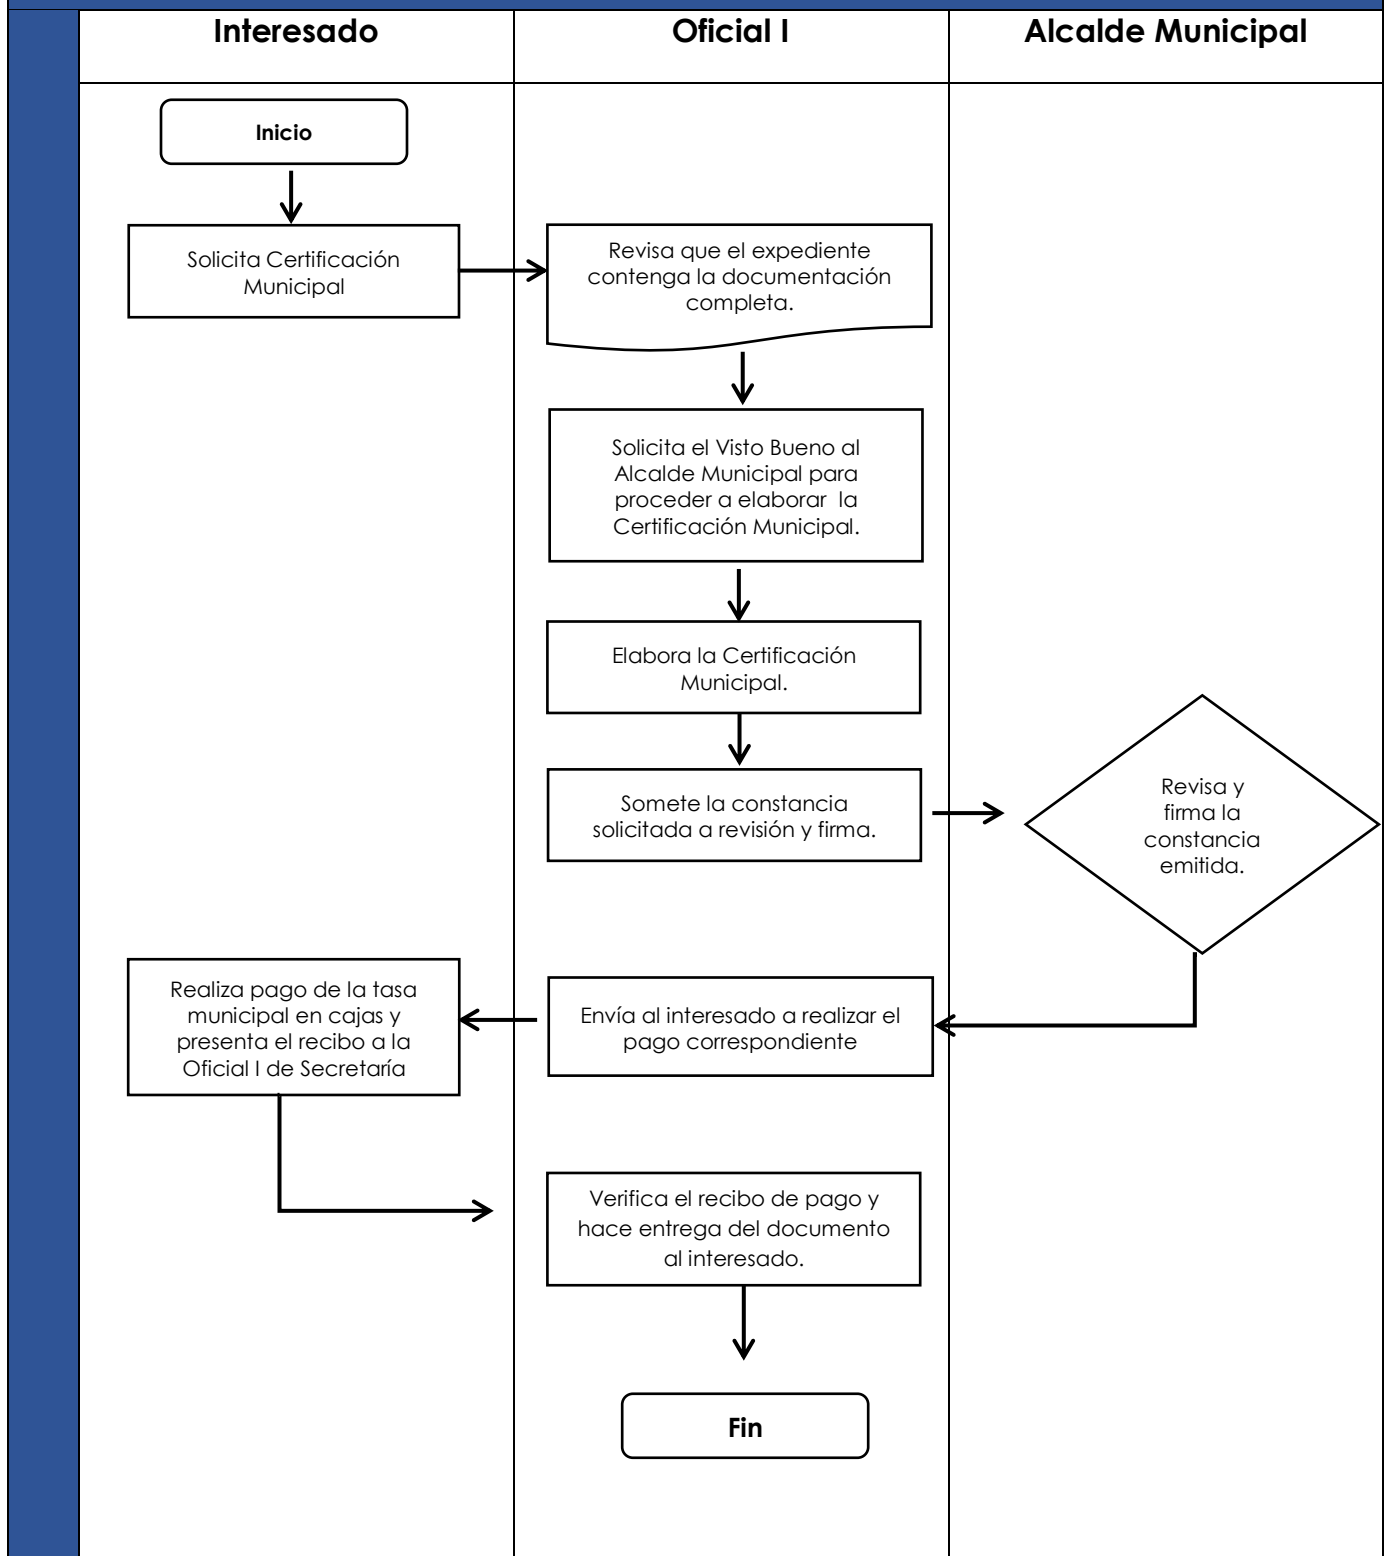 Interesado
Oficial I
Alcalde Municipal
Inicio
Solicita Certificación
Municipal
Revisa que el expediente
contenga la documentación
completa.
Solicita el Visto Bueno al
Alcalde Municipal para
proceder a elaborar  la
Certificación Municipal.
Elabora la Certificación
Municipal.
Somete la constancia
solicitada a revisión y firma.
Revisa y
firma la
constancia
emitida.
Envía al interesado a realizar el
pago correspondiente
Realiza pago de la tasa
municipal en cajas y
presenta el recibo a la
Oficial I de Secretaría
Verifica el recibo de pago y
hace entrega del documento
al interesado.
Fin